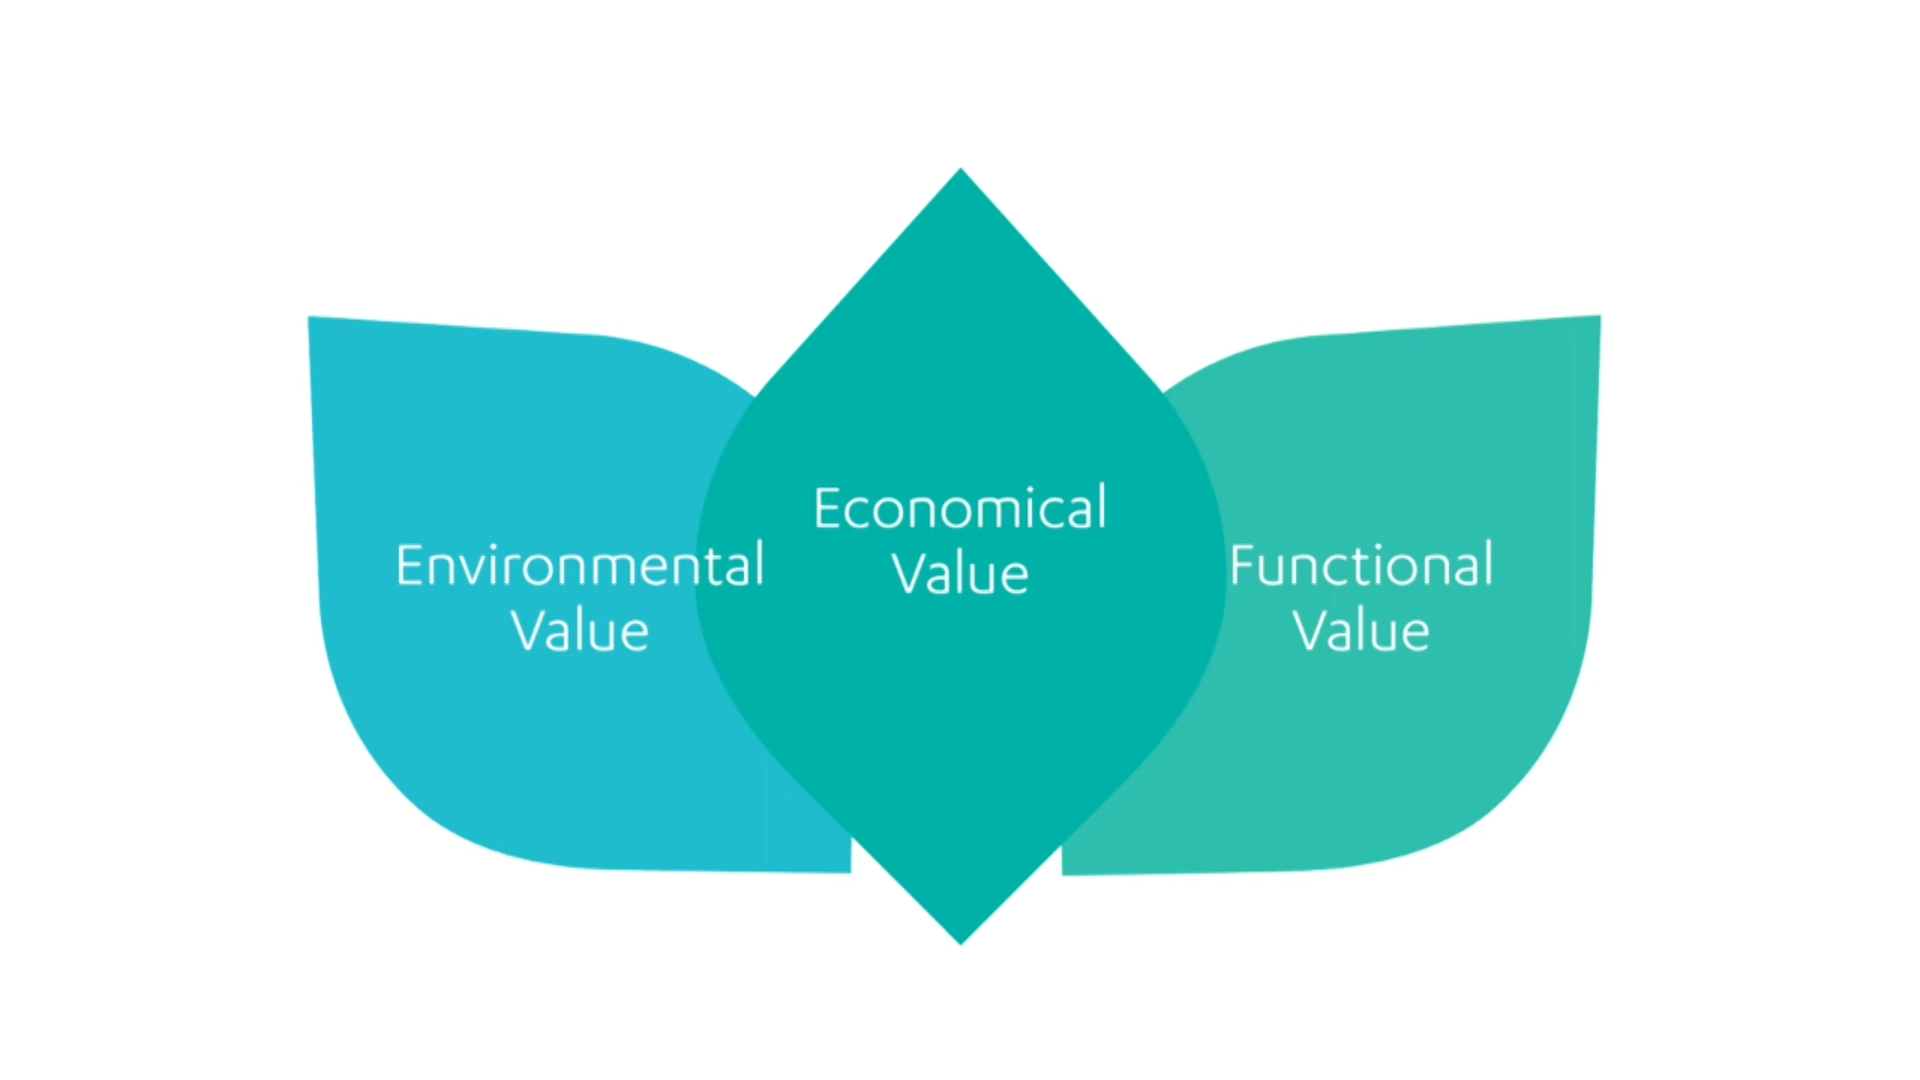 Environmental
Value
Economical
Value
Functional
Value